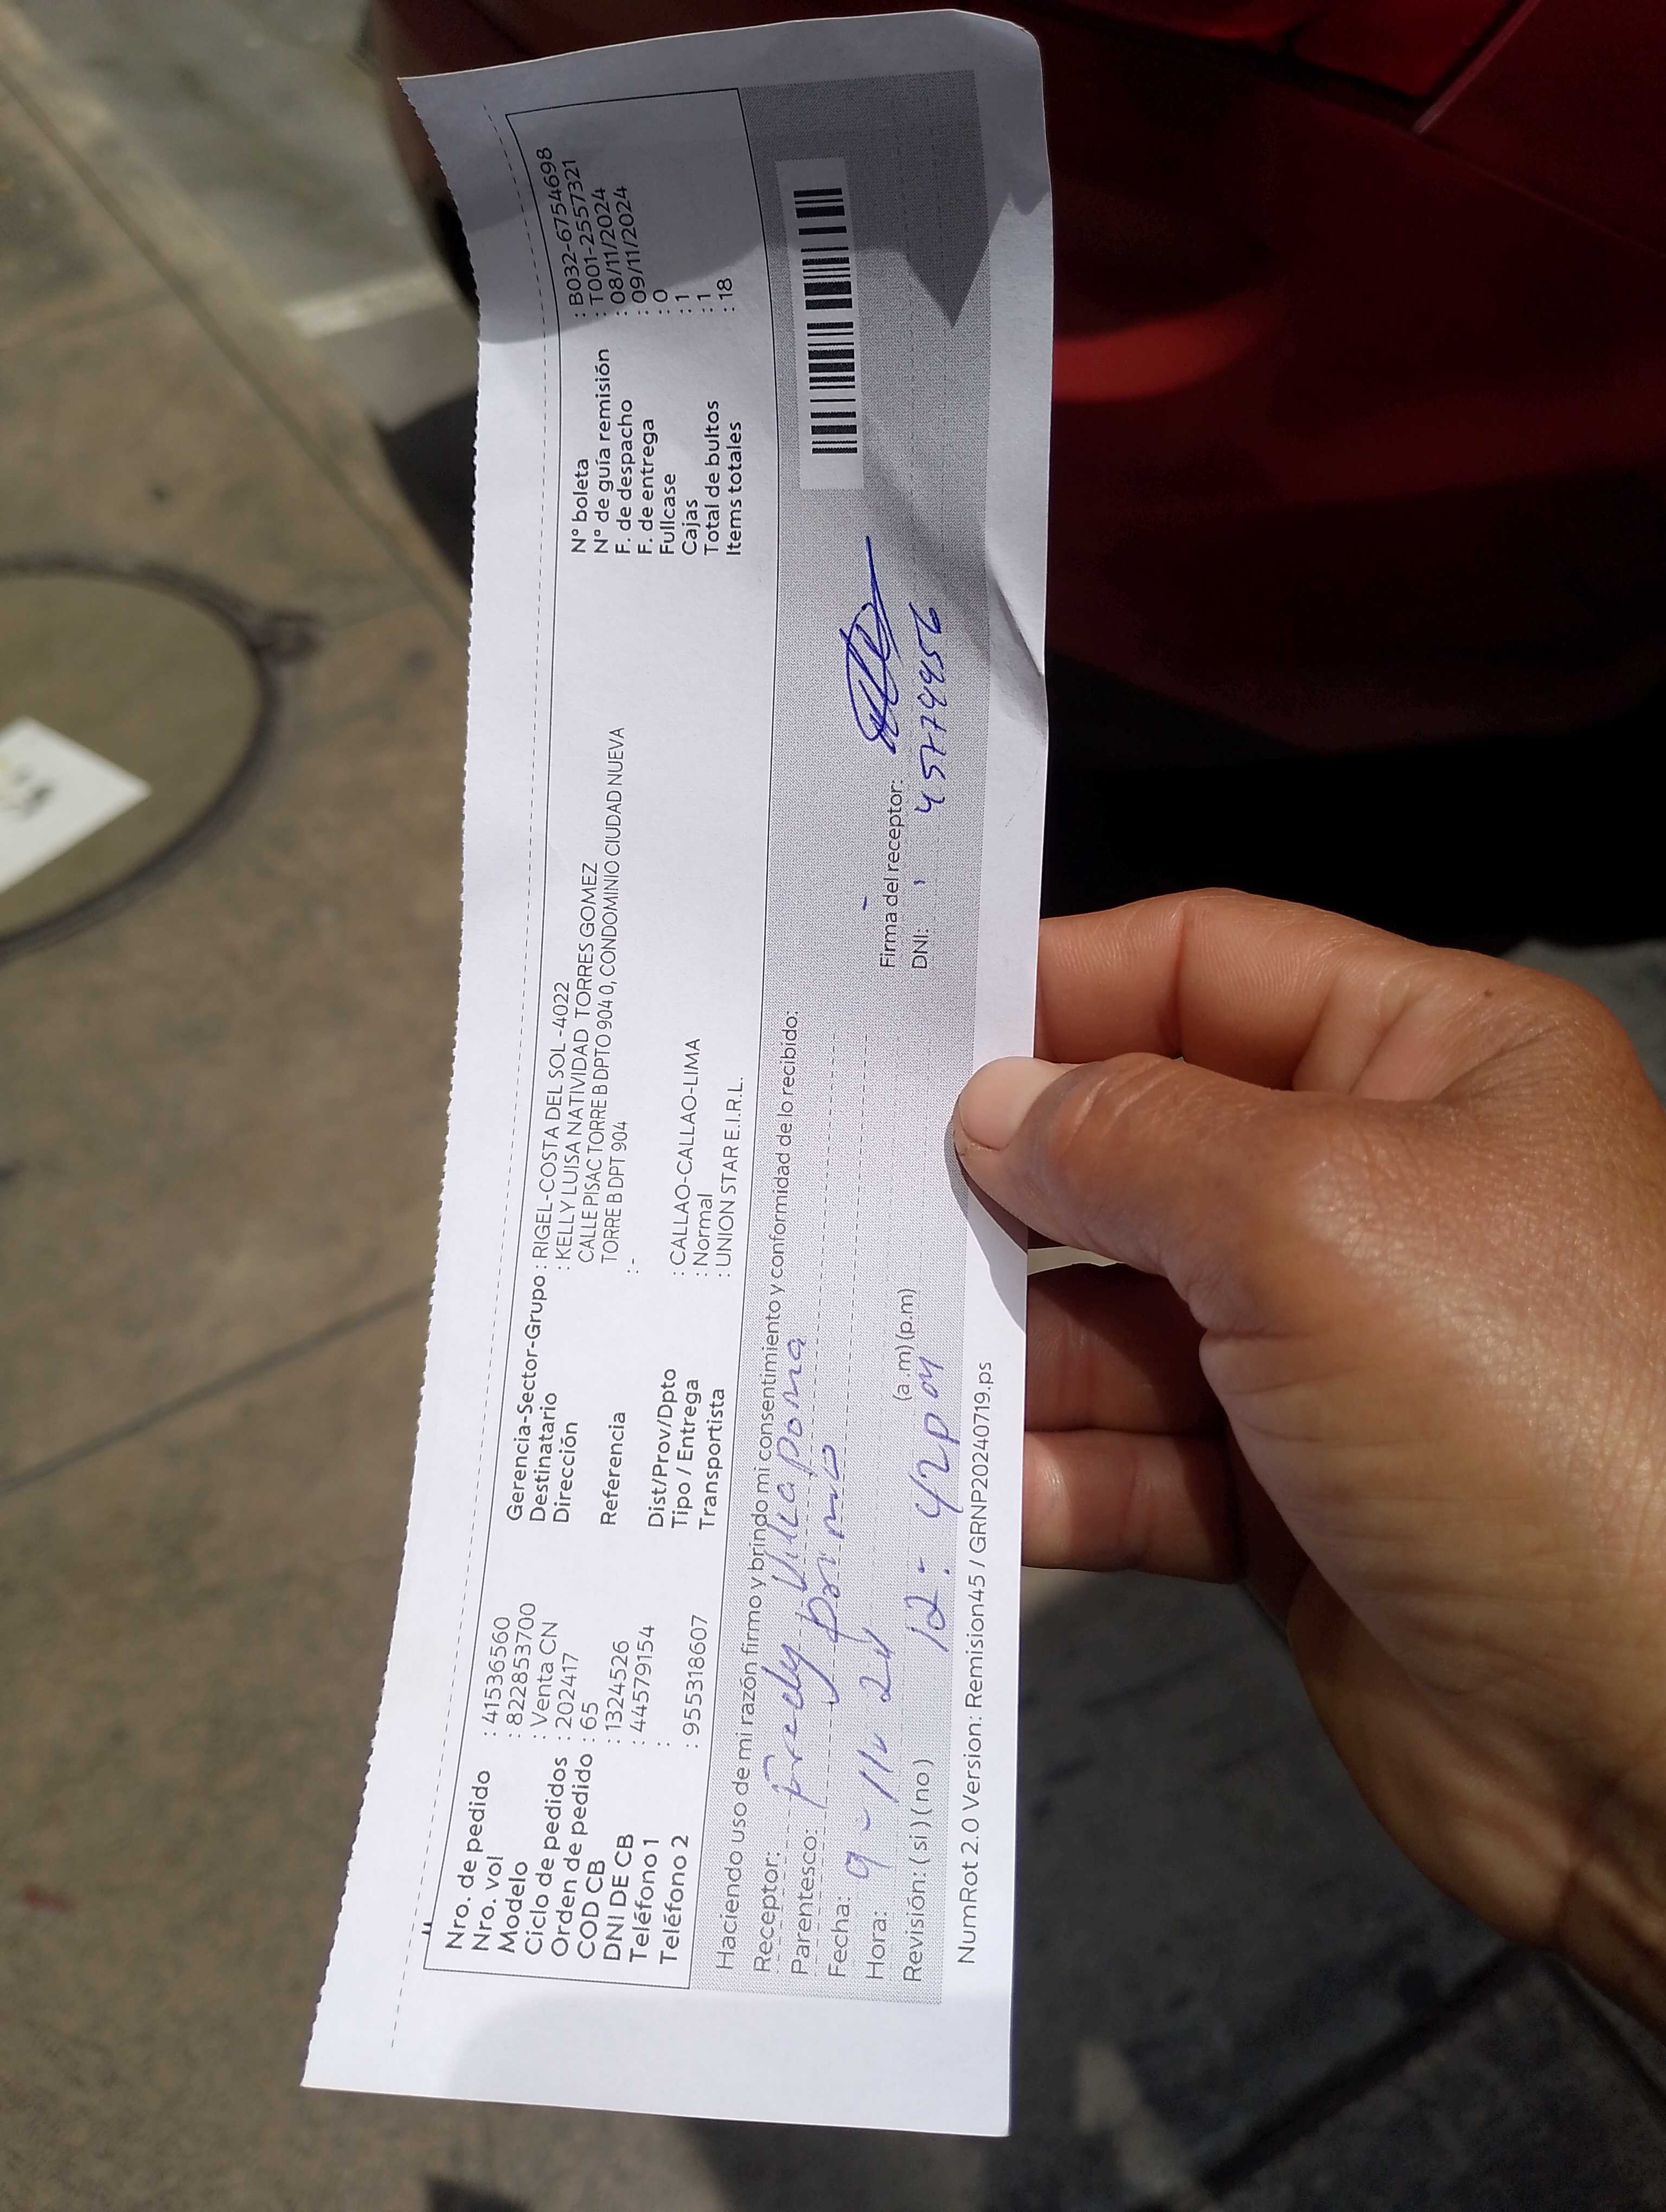 Nro. de pedido : 41536560
Nro. vol : 822853700
Modelo : Venta CN
Ciclo de pedidos : 202417
Orden de pedido : 65
COD CB : 1324526
DNI DE CB : 44579154
Teléfono 1 :
Teléfono 2 : 955318607
Gerencia-Sector-Grupo : RIGEL-COSTA DEL SOL -4022
Destinatario : KELLY LUISA NATIVIDAD TORRES GOMEZ
Dirección CALLE PISAC TORRE B DPTO 904 0, CONDOMINIO CIUDAD NUEVA
TORRE B DPT 904
Referencia :-
Dist/Prov/Dpto : CALLAO-CALLAO-LIMA
Tipo / Entrega : Normal
Transportista : UNION STAR E.I.R.L.
N° boleta : B032-6754698
N° de guía remisión : T001-2557321
F. de despacho : 08/11/2024
F. de entrega : 09/11/2024
Fullcase : 0
Cajas : 1
Total de bultos : 1
Items totales : 18
Haciendo uso de mi razón firmo y brindo mi consentimiento y conformidad de lo recibido:
Receptor: Fredy Vilcapoma
Parentesco: primo
Fecha: 9-11-24
Hora: 12:42pm (a.m) (p.m)
Revisión: ( si ) ( no )
Firma del receptor:
DNI:
NumRot 2.0 Version: Remision45 / GRNP20240719.ps